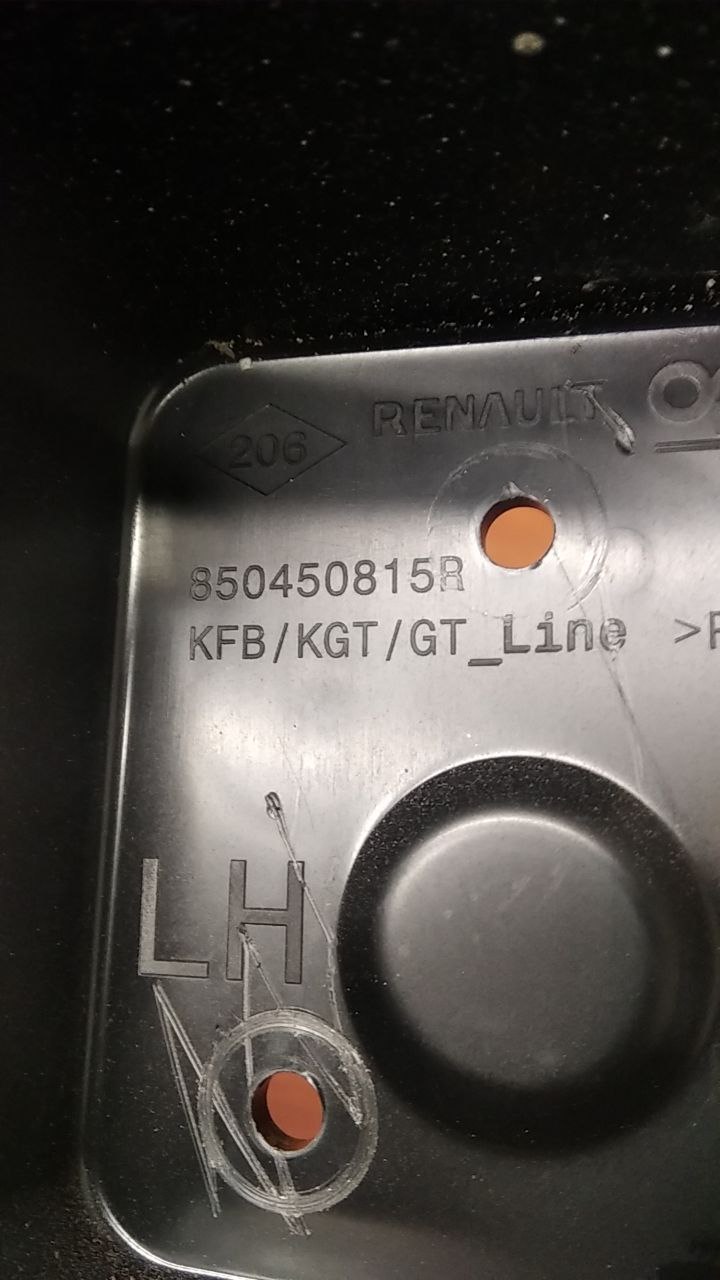 RENAULT
206
850450815R
KFB/KGT/GT_Line
LH